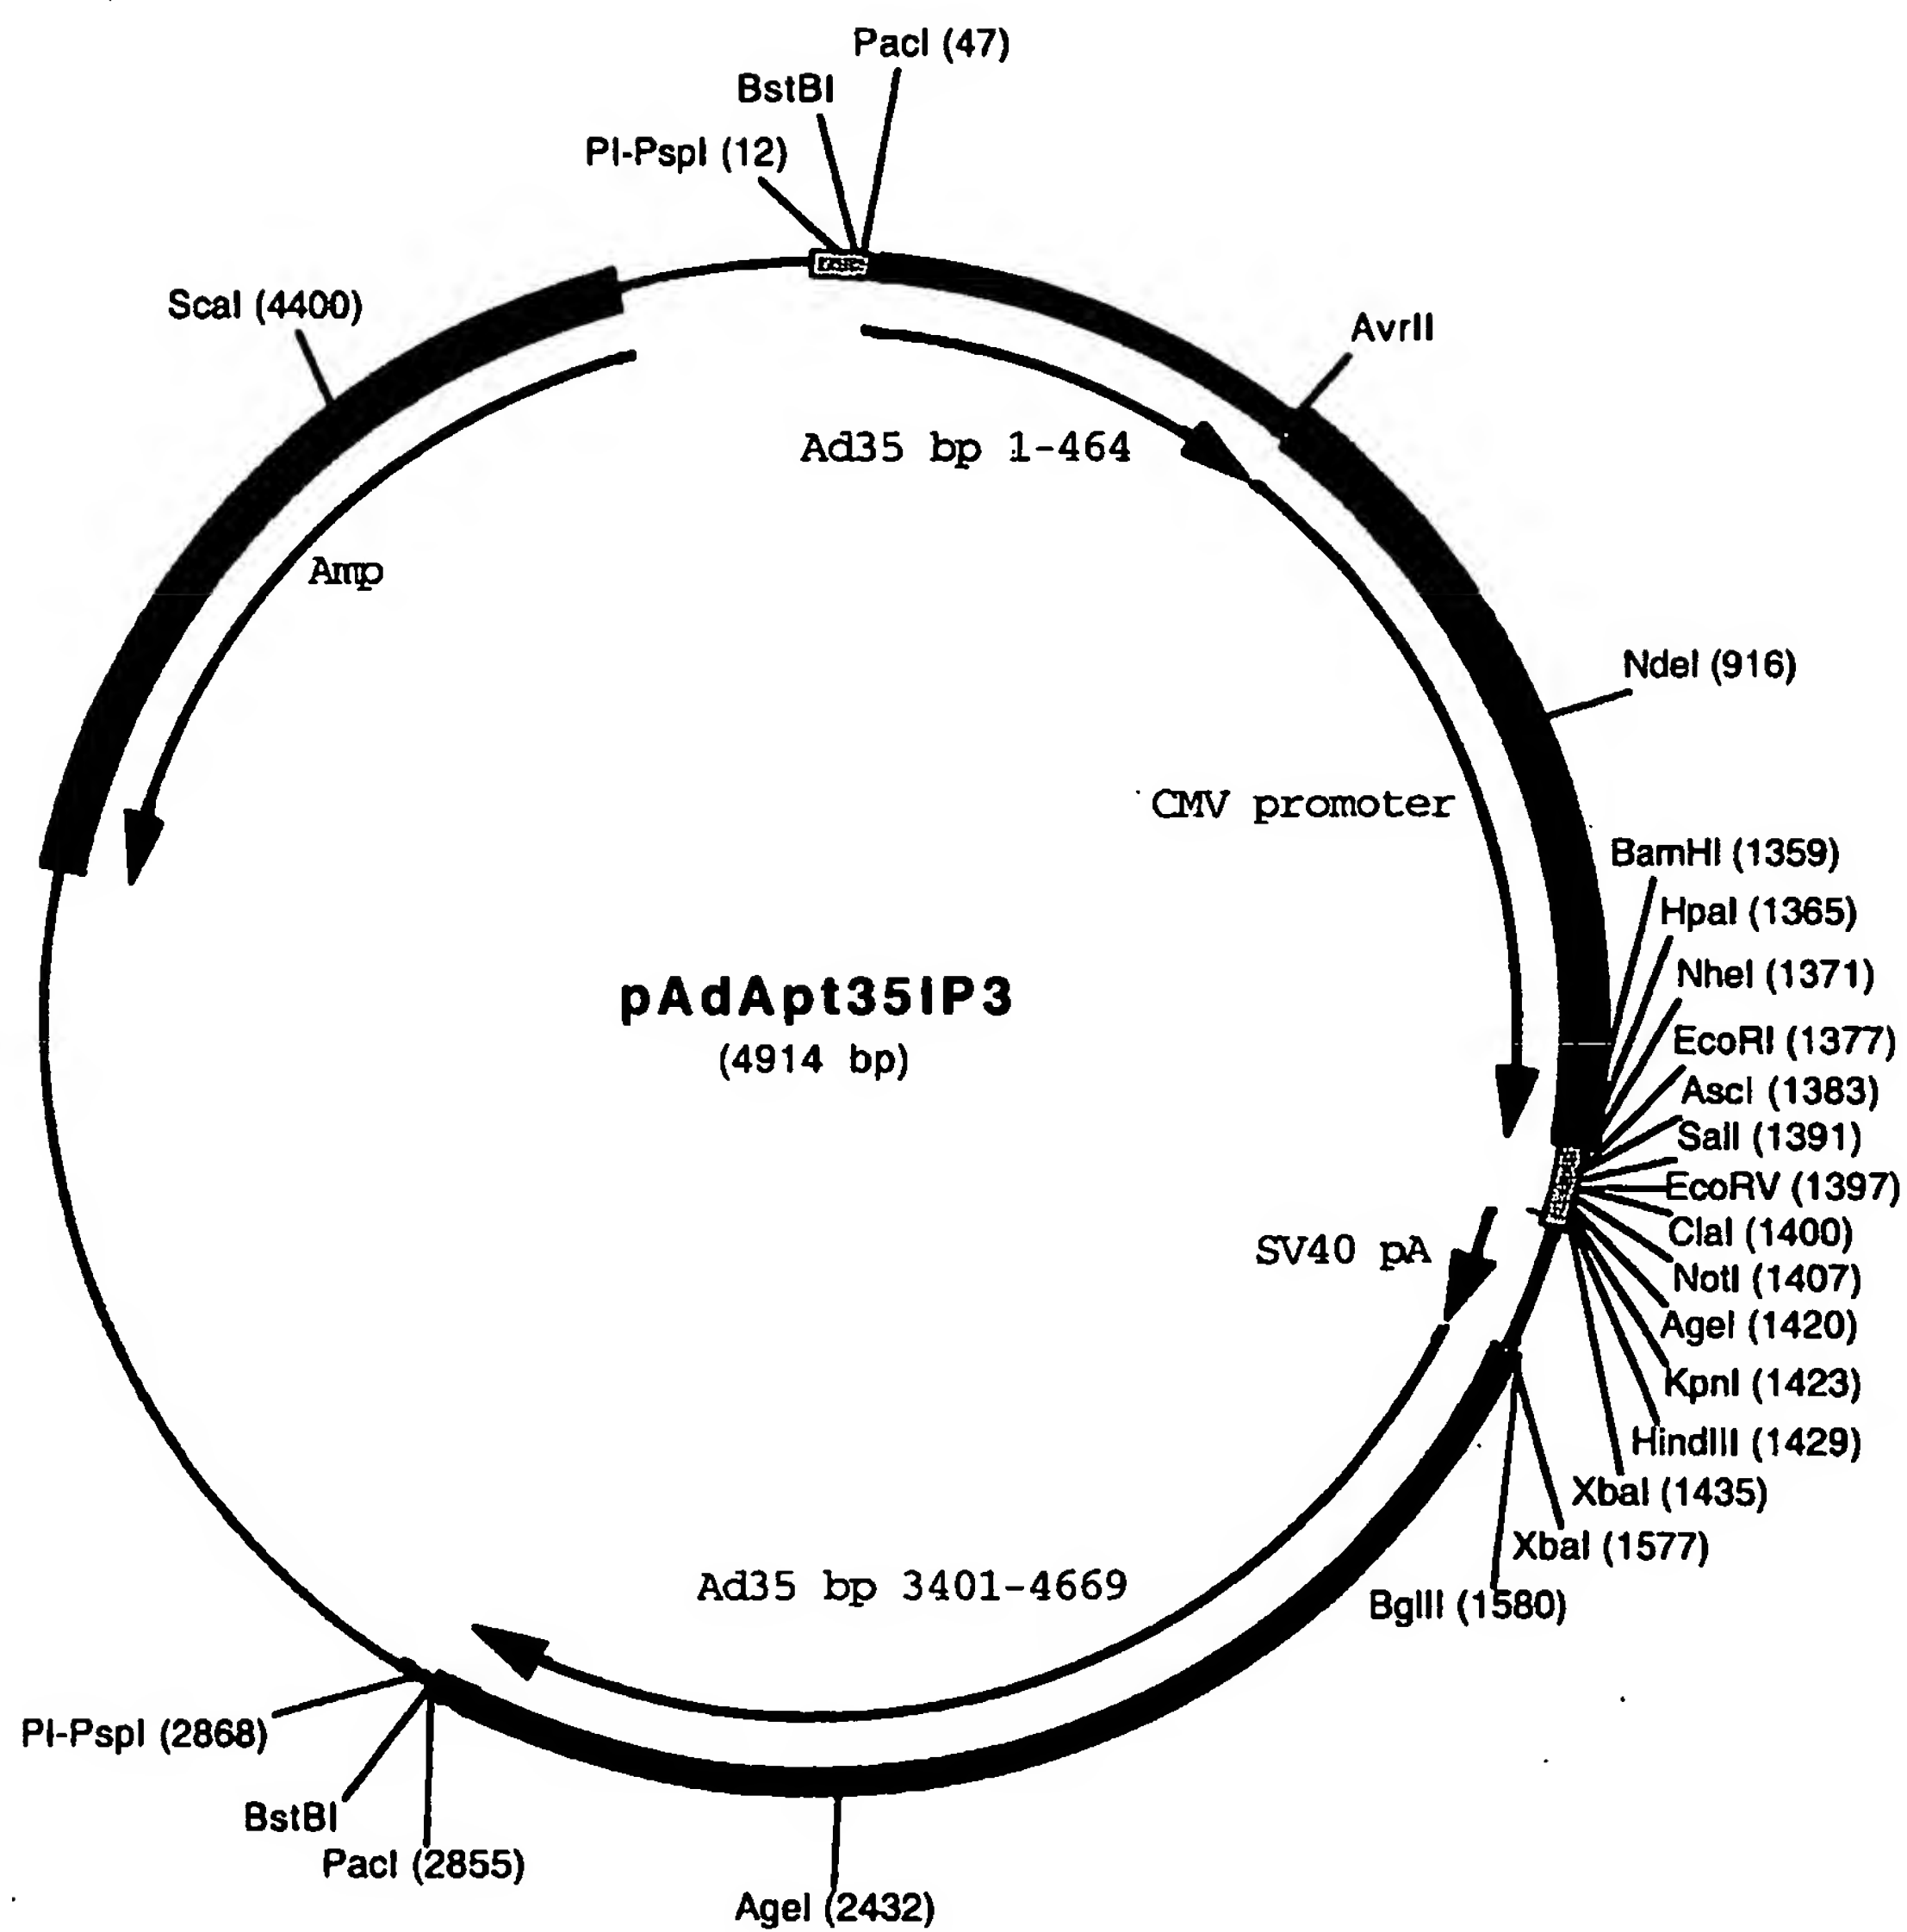 PacI (47)
BstBI
PI-PspI (12)
ScaI (4400)
AvrII
Ad35 bp 1-464
Amp
NdeI (916)
CMV promoter
BamHI (1359)
HpaI (1365)
NheI (1371)
pAdApt35IP3
EcoRI (1377)
(4914 bp)
AscI (1383)
SalI (1391)
EcoRV (1397)
ClaI (1400)
SV40 pA
NotI (1407)
AgeI (1420)
KpnI (1423)
HindIII (1429)
XbaI (1435)
XbaI (1577)
Ad35 bp 3401-4669
BglII (1580)
PI-PspI (2868)
BstBI
PacI (2855)
AgeI (2432)